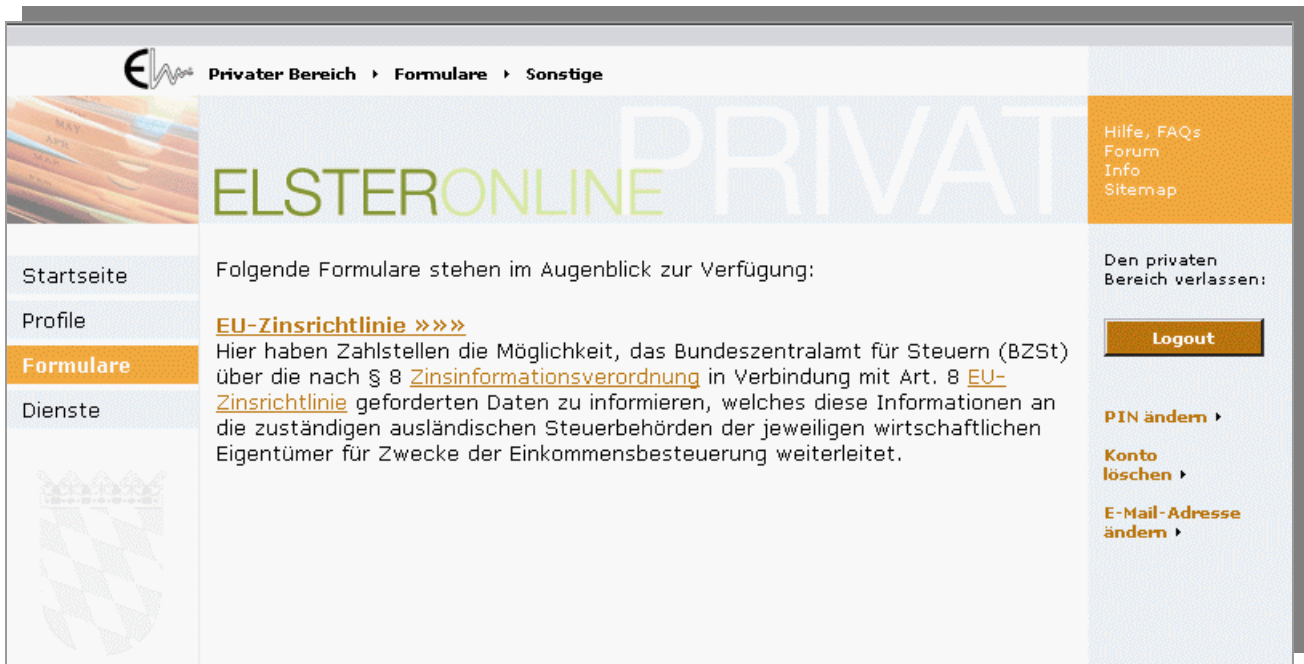 Privater Bereich ▸ Formulare ▸ Sonstige
PRIVAT
ELSTERONLINE
MAY
APR
MAR
Hilfe, FAQs
Forum
Info
Sitemap
Startseite
Profile
Formulare
Dienste
Folgende Formulare stehen im Augenblick zur Verfügung:
EU-Zinsrichtlinie »»»
Hier haben Zahlstellen die Möglichkeit, das Bundeszentralamt für Steuern (BZSt)
über die nach § 8 Zinsinformationsverordnung in Verbindung mit Art. 8 EU-
Zinsrichtlinie geforderten Daten zu informieren, welches diese Informationen an
die zuständigen ausländischen Steuerbehörden der jeweiligen wirtschaftlichen
Eigentümer für Zwecke der Einkommensbesteuerung weiterleitet.
Den privaten
Bereich verlassen:
Logout
PIN ändern ▸
Konto
löschen ▸
E-Mail-Adresse
ändern ▸